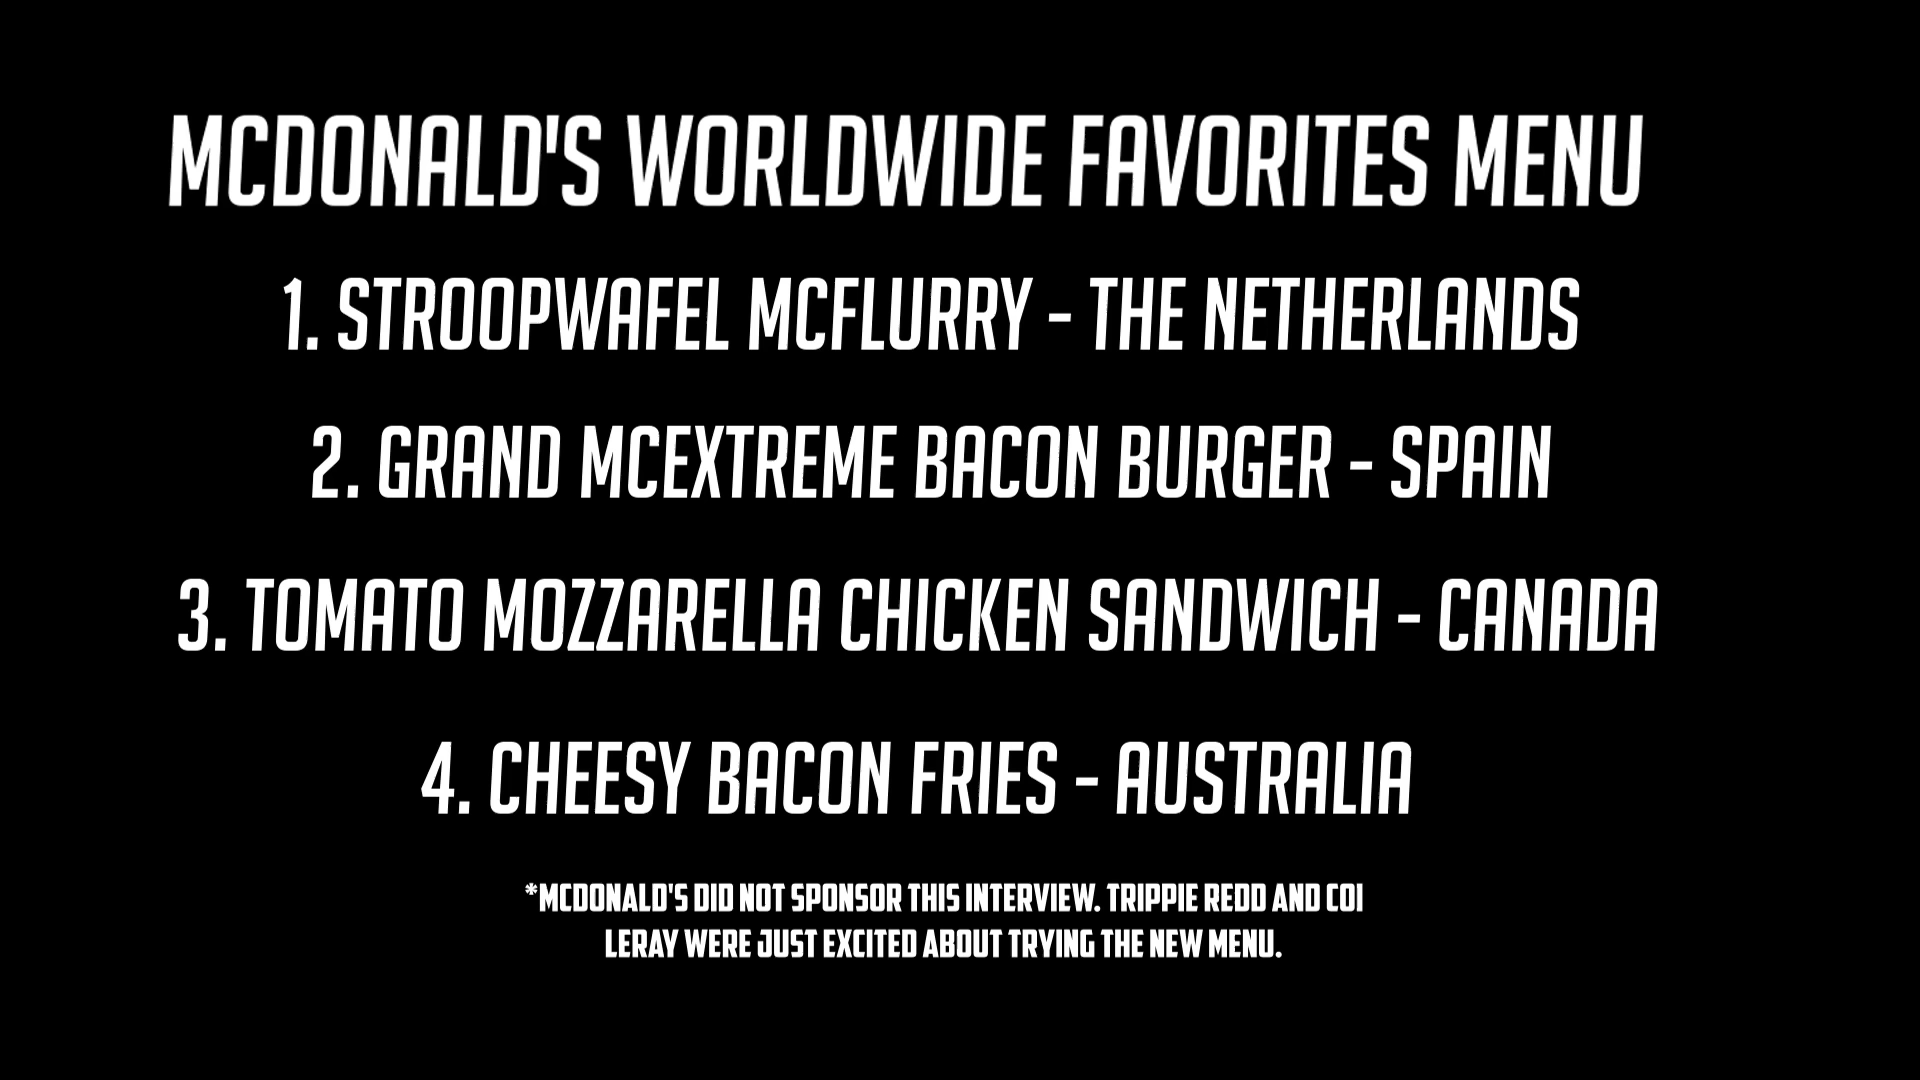 MCDONALD'S WORLDWIDE FAVORITES MENU
1. STROOPWAFEL MCFLURRY - THE NETHERLANDS
2. GRAND MCEXTREME BACON BURGER - SPAIN
3. TOMATO MOZZARELLA CHICKEN SANDWICH - CANADA
4. CHEESY BACON FRIES - AUSTRALIA
*MCDONALD'S DID NOT SPONSOR THIS INTERVIEW. TRIPPIE REDD AND COI
LERAY WERE JUST EXCITED ABOUT TRYING THE NEW MENU.